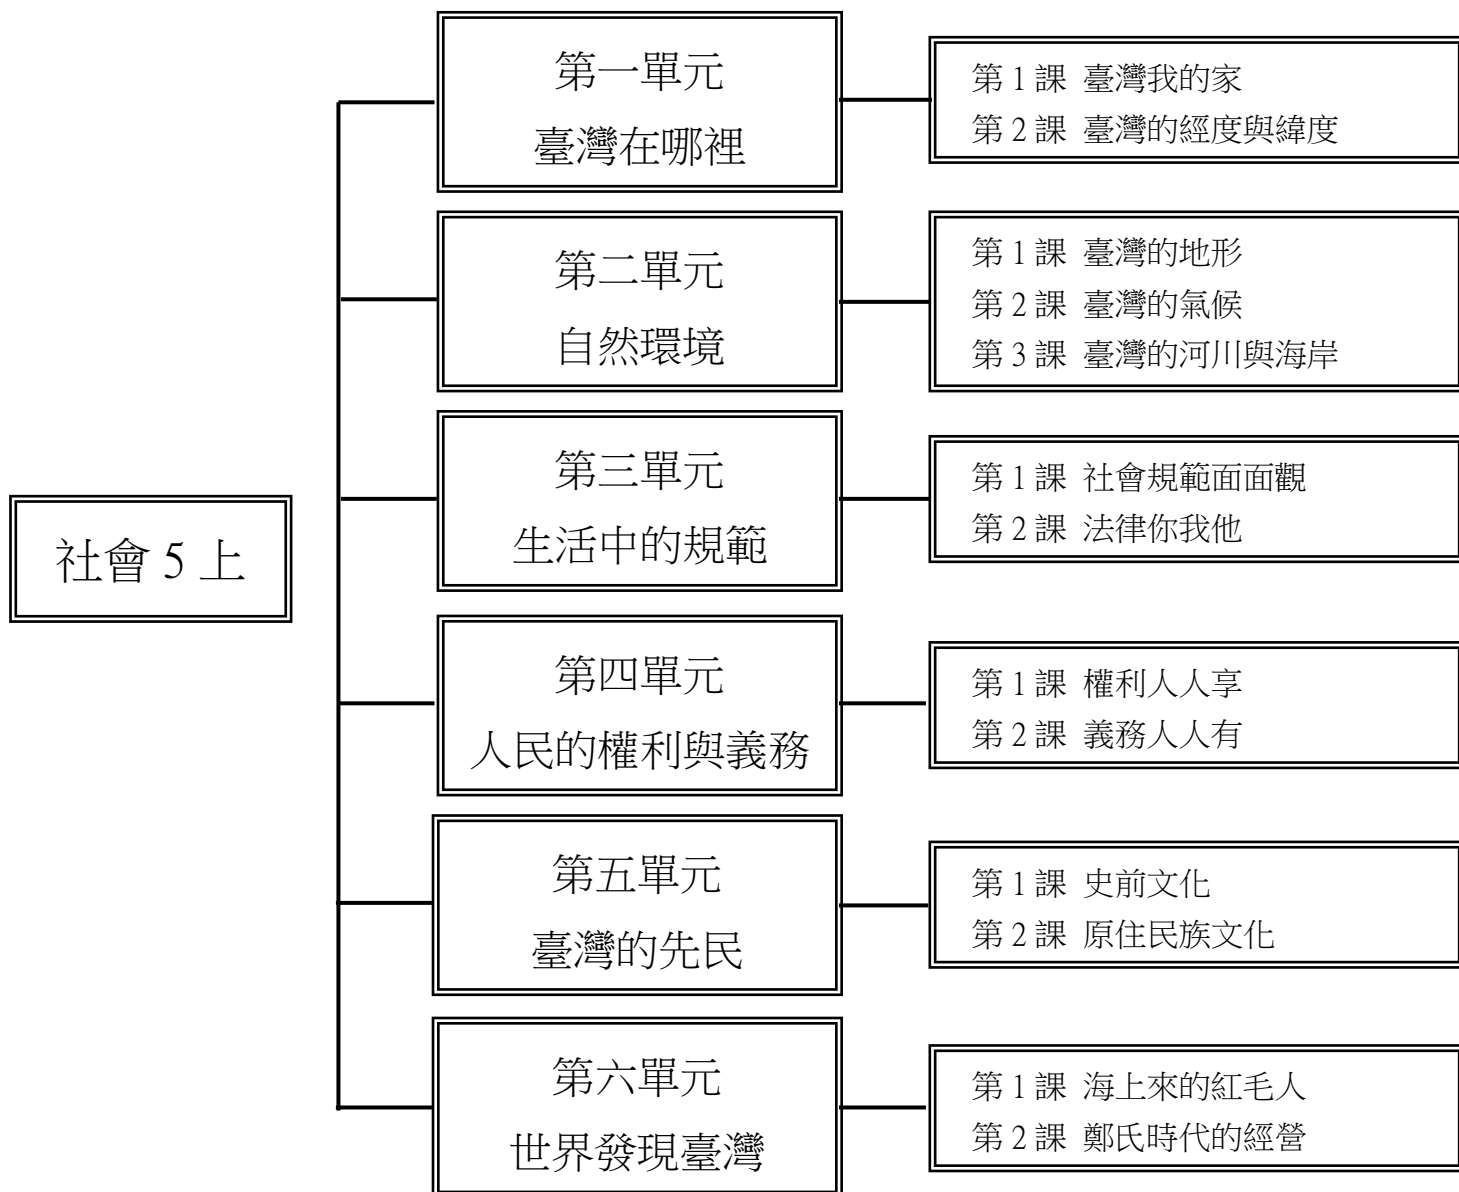 社會 5 上
第一單元
臺灣在哪裡
第 1 課 臺灣我的家
第 2 課 臺灣的經度與緯度
第二單元
自然環境
第 1 課 臺灣的地形
第 2 課 臺灣的氣候
第 3 課 臺灣的河川與海岸
第三單元
生活中的規範
第 1 課 社會規範面面觀
第 2 課 法律你我他
第四單元
人民的權利與義務
第 1 課 權利人人享
第 2 課 義務人人有
第五單元
臺灣的先民
第 1 課 史前文化
第 2 課 原住民族文化
第六單元
世界發現臺灣
第 1 課 海上來的紅毛人
第 2 課 鄭氏時代的經營